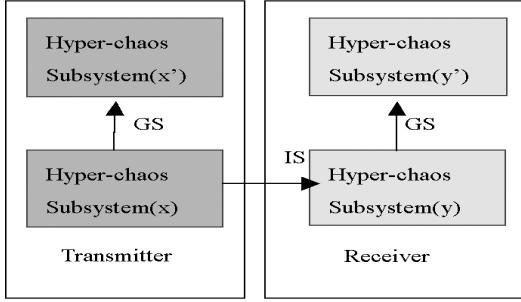 Hyper-chaos
Subsystem(x')
GS
Hyper-chaos
Subsystem(x)
Transmitter
IS
Hyper-chaos
Subsystem(y')
GS
Hyper-chaos
Subsystem(y)
Receiver